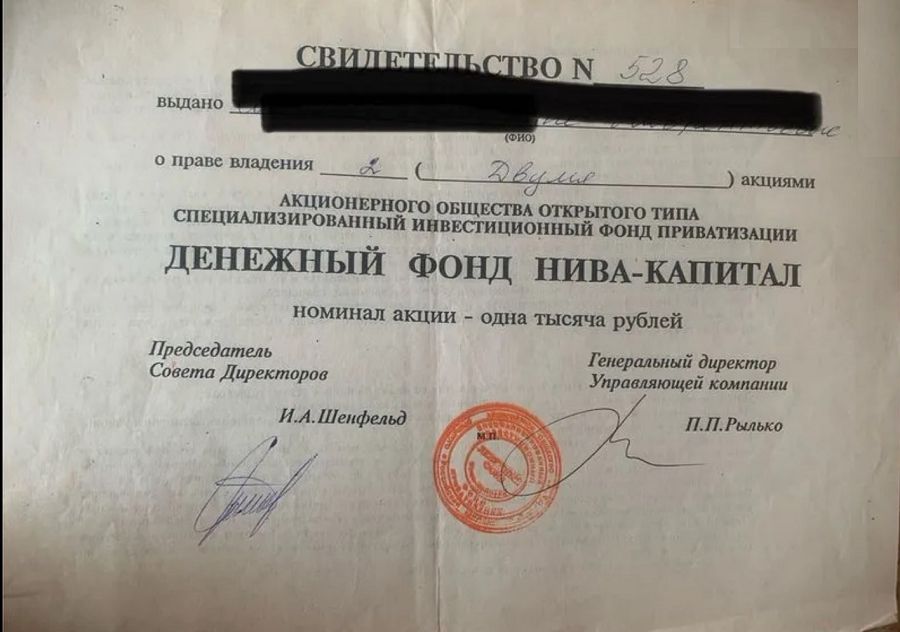 СВИДЕТЕЛЬСТВО N 528
выдано
(ФИО)
о праве владения 2 ( Двумя ) акциями
АКЦИОНЕРНОГО ОБЩЕСТВА ОТКРЫТОГО ТИПА
СПЕЦИАЛИЗИРОВАННЫЙ ИНВЕСТИЦИОННЫЙ ФОНД ПРИВАТИЗАЦИИ
ДЕНЕЖНЫЙ ФОНД НИВА-КАПИТАЛ
номинал акции - одна тысяча рублей
Председатель
Совета Директоров
И.А.Шенфельд
Генеральный директор
Управляющей компании
П.П.Рылько
М.П.